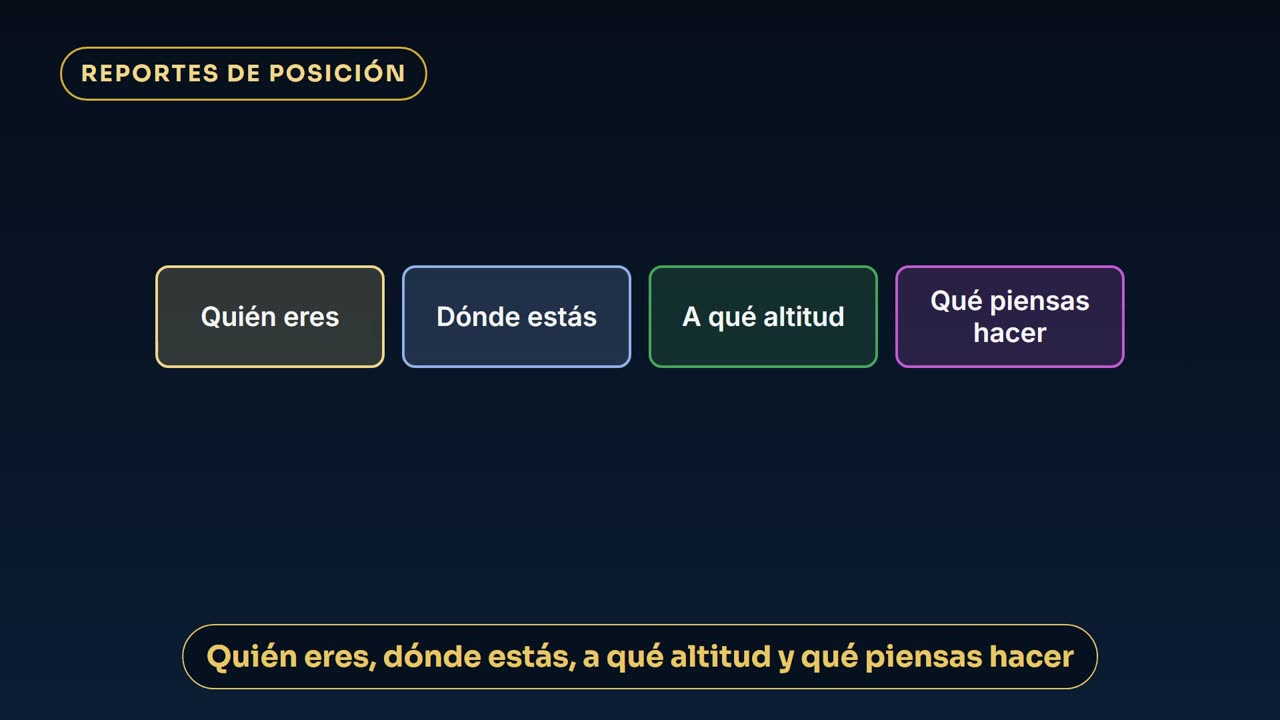 REPORTES DE POSICIÓN
Quién eres
Dónde estás
A qué altitud
Qué piensas
hacer
Quién eres, dónde estás, a qué altitud y qué piensas hacer